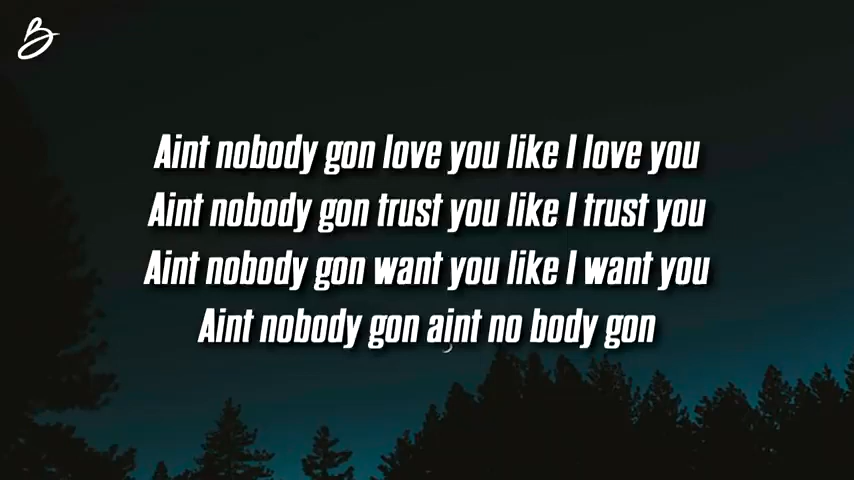 B
Aint nobody gon love you like I love you
Aint nobody gon trust you like I trust you
Aint nobody gon want you like I want you
Aint nobody gon aint no body gon